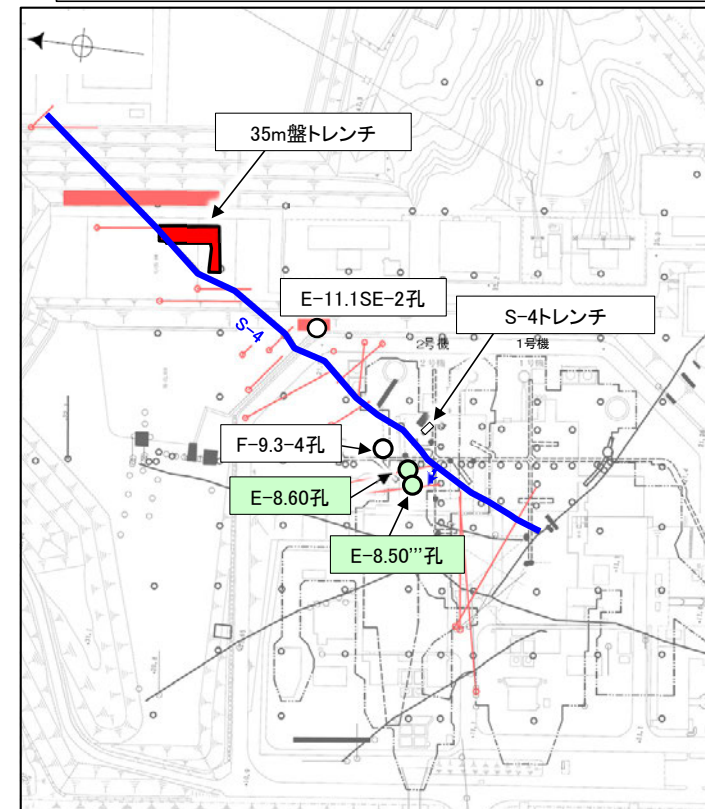 35m盤トレンチ
E-11.1SE-2孔
S-4トレンチ
S-4
2号機
1号機
F-9.3-4孔
E-8.60孔
E-8.50'''孔